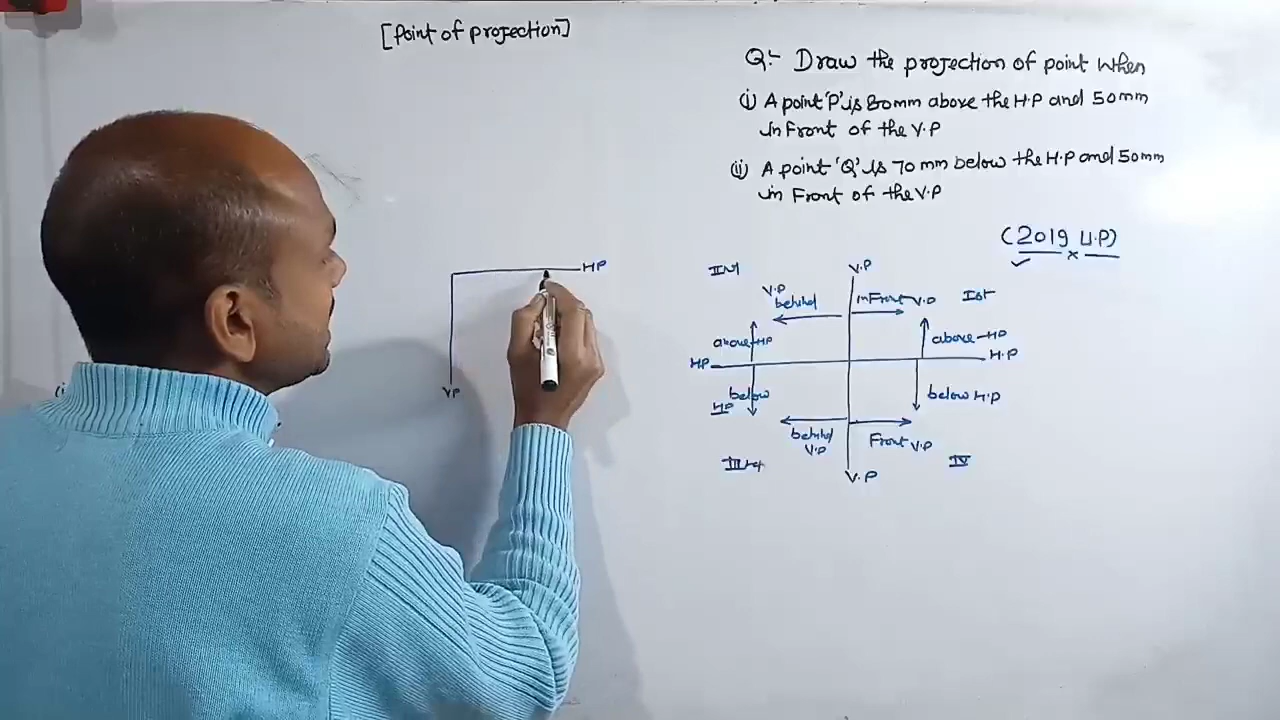 [Point of projection]
Q:- Draw the projection of point when
(i) A point 'P' is 80mm above the H.P and 50mm
in Front of the V.P
(ii) A point 'Q' is 70 mm below the H.P and 50mm
in Front of the V.P
(2019 U.P)
HP
VP
V.P
IInd
Ist
V.P
behind
inFront V.P
above HP
above HP
HP
H.P
below
HP
below H.P
behind
V.P
Front V.P
IIIrd
IV
V.P
(i